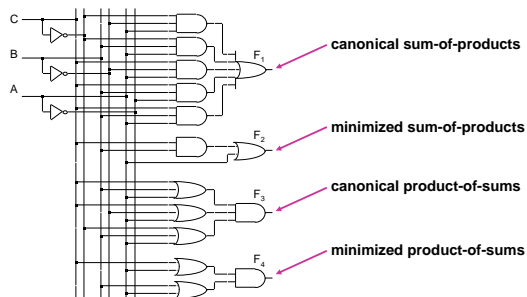 C
B
A
F1
canonical sum-of-products
F2
minimized sum-of-products
F3
canonical product-of-sums
F4
minimized product-of-sums